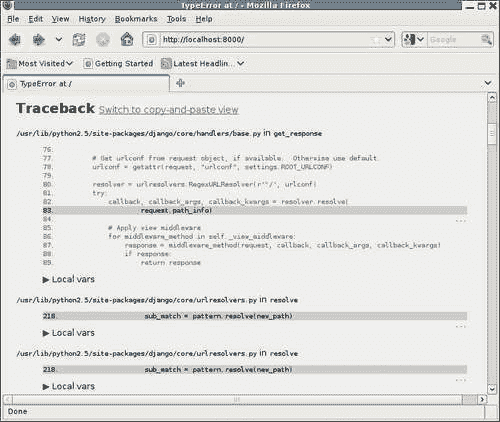 TypeError at / - Mozilla Firefox
File Edit View History Bookmarks Tools Help
http://localhost:8000/
Google
Most Visited Getting Started Latest Headlin...
TypeError at /
Traceback Switch to copy-and-paste view
/usr/lib/python2.5/site-packages/django/core/handlers/base.py in get_response
76.
77. # Get urlconf from request object, if available. Otherwise use default.
78. urlconf = getattr(request, "urlconf", settings.ROOT_URLCONF)
79.
80. resolver = urlresolvers.RegexURLResolver(r'^/', urlconf)
81. try:
82. callback, callback_args, callback_kwargs = resolver.resolve(
83. request.path_info)
84. ...
85. # Apply view middleware
86. for middleware_method in self._view_middleware:
87. response = middleware_method(request, callback, callback_args, callback_kwargs)
88. if response:
89. return response
▶ Local vars
/usr/lib/python2.5/site-packages/django/core/urlresolvers.py in resolve
218. sub_match = pattern.resolve(new_path)
...
▶ Local vars
/usr/lib/python2.5/site-packages/django/core/urlresolvers.py in resolve
218. sub_match = pattern.resolve(new_path)
...
▶ Local vars
Done